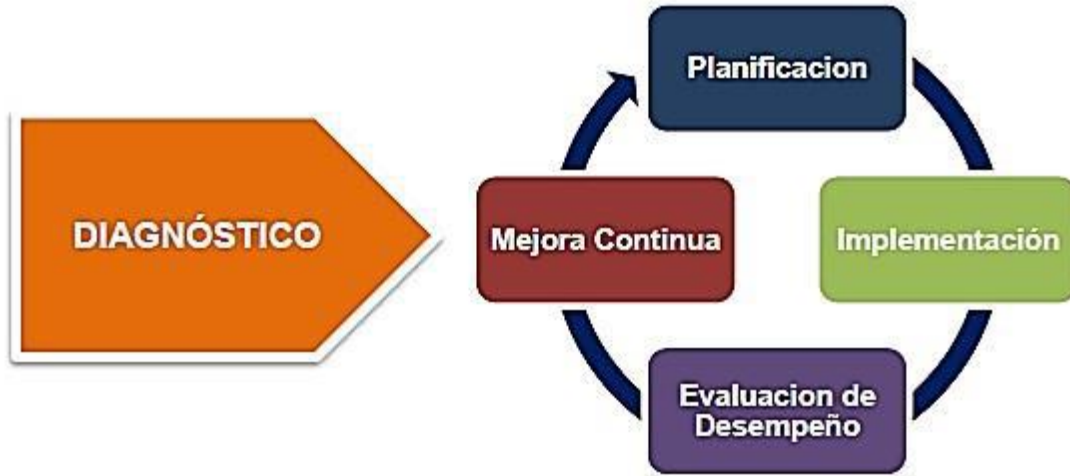 DIAGNÓSTICO
Planificacion
Mejora Continua
Implementación
Evaluacion de
Desempeño